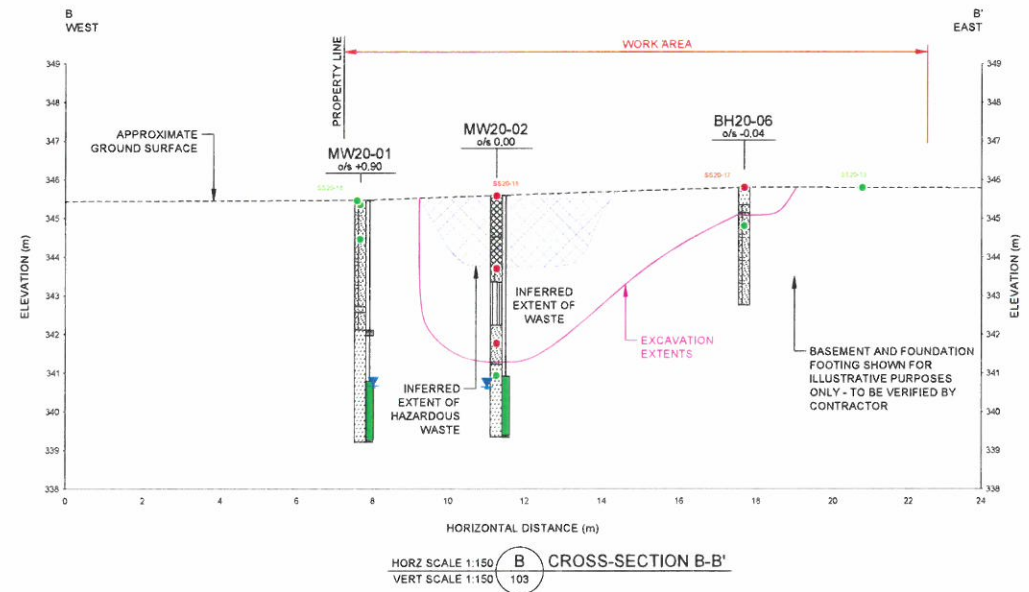 B
WEST
B'
EAST
WORK AREA
PROPERTY LINE
349
349
348
348
347
347
346
346
345
345
344
344
343
343
342
342
341
341
340
340
339
339
338
338
ELEVATION (m)
ELEVATION (m)
APPROXIMATE
GROUND SURFACE
MW20-01
o/s +0.90
MW20-02
o/s 0.00
BH20-06
o/s -0.04
INFERRED
EXTENT OF
WASTE
INFERRED
EXTENT OF
HAZARDOUS
WASTE
EXCAVATION
EXTENTS
BASEMENT AND FOUNDATION
FOOTING SHOWN FOR
ILLUSTRATIVE PURPOSES
ONLY - TO BE VERIFIED BY
CONTRACTOR
0
2
4
6
8
10
12
14
16
18
20
22
24
HORIZONTAL DISTANCE (m)
HORZ SCALE 1:150
VERT SCALE 1:150
B
103
CROSS-SECTION B-B'